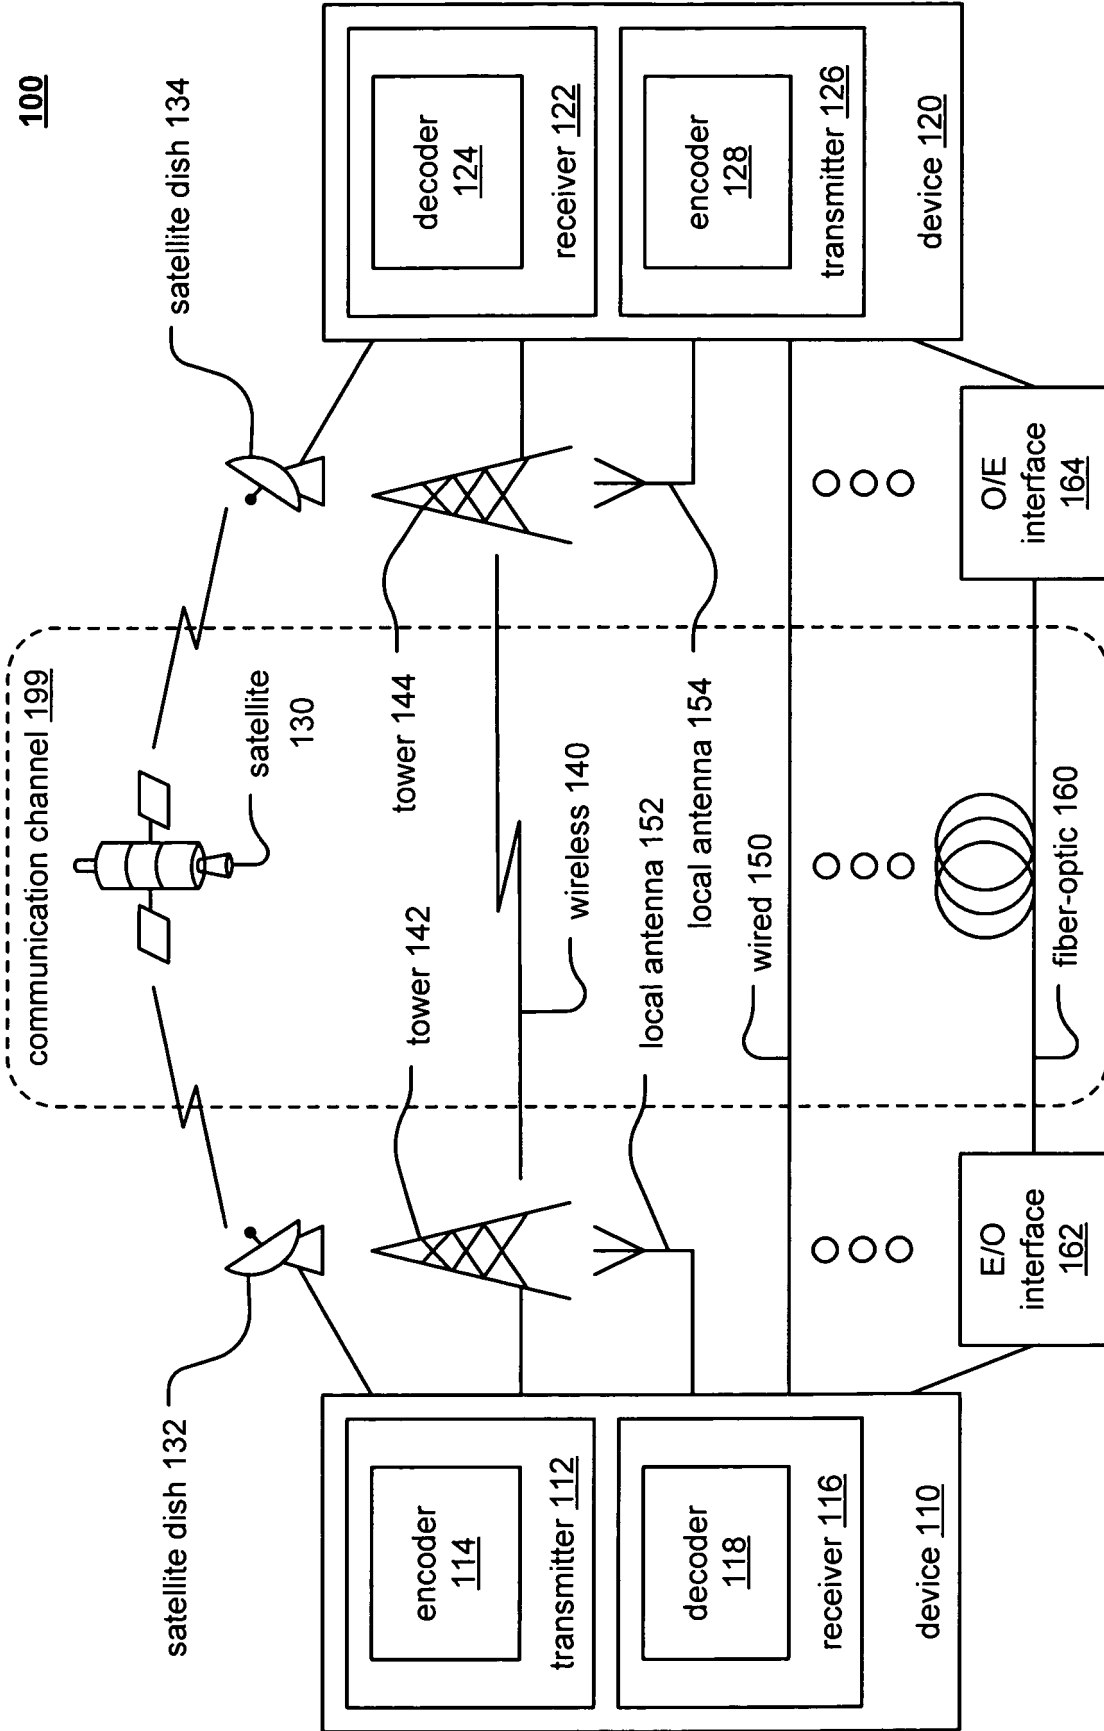 100
communication channel 199
satellite dish 132
satellite
130
satellite dish 134
encoder
114
transmitter 112
decoder
118
receiver 116
device 110
tower 142
tower 144
wireless 140
local antenna 152
local antenna 154
wired 150
fiber-optic 160
E/O
interface
162
O/E
interface
164
decoder
124
receiver 122
encoder
128
transmitter 126
device 120